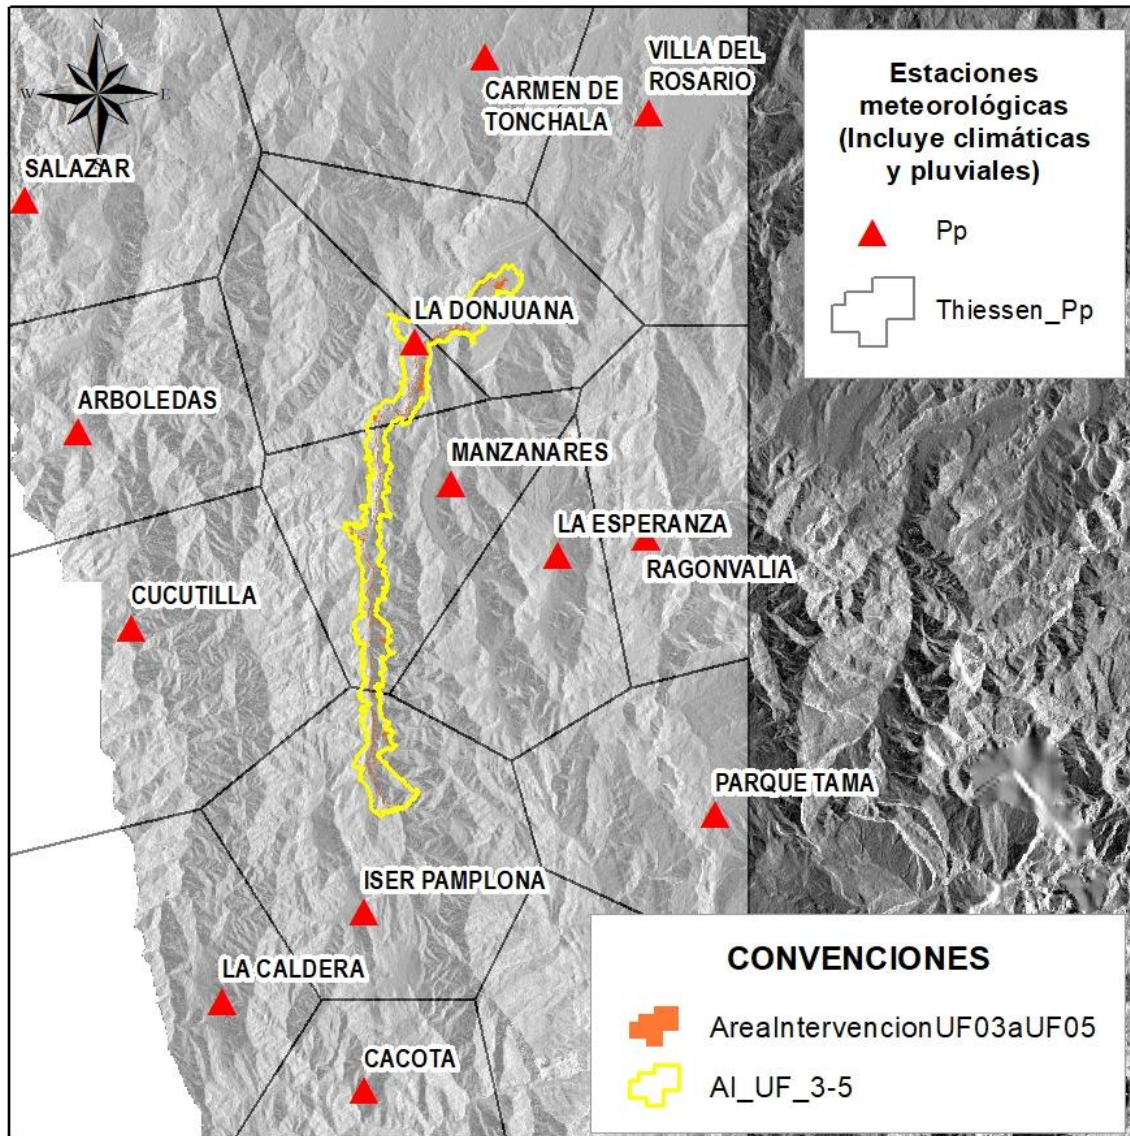 N
W
E
S
SALAZAR
CARMEN DE
TONCHALA
VILLA DEL
ROSARIO
Estaciones
meteorológicas
(Incluye climáticas
y pluviales)
Pp
Thiessen_Pp
LA DONJUANA
ARBOLEDAS
MANZANARES
LA ESPERANZA
RAGONVALIA
CUCUTILLA
PARQUE TAMA
ISER PAMPLONA
LA CALDERA
CACOTA
CONVENCIONES
AreaIntervencionUF03aUF05
AI_UF_3-5